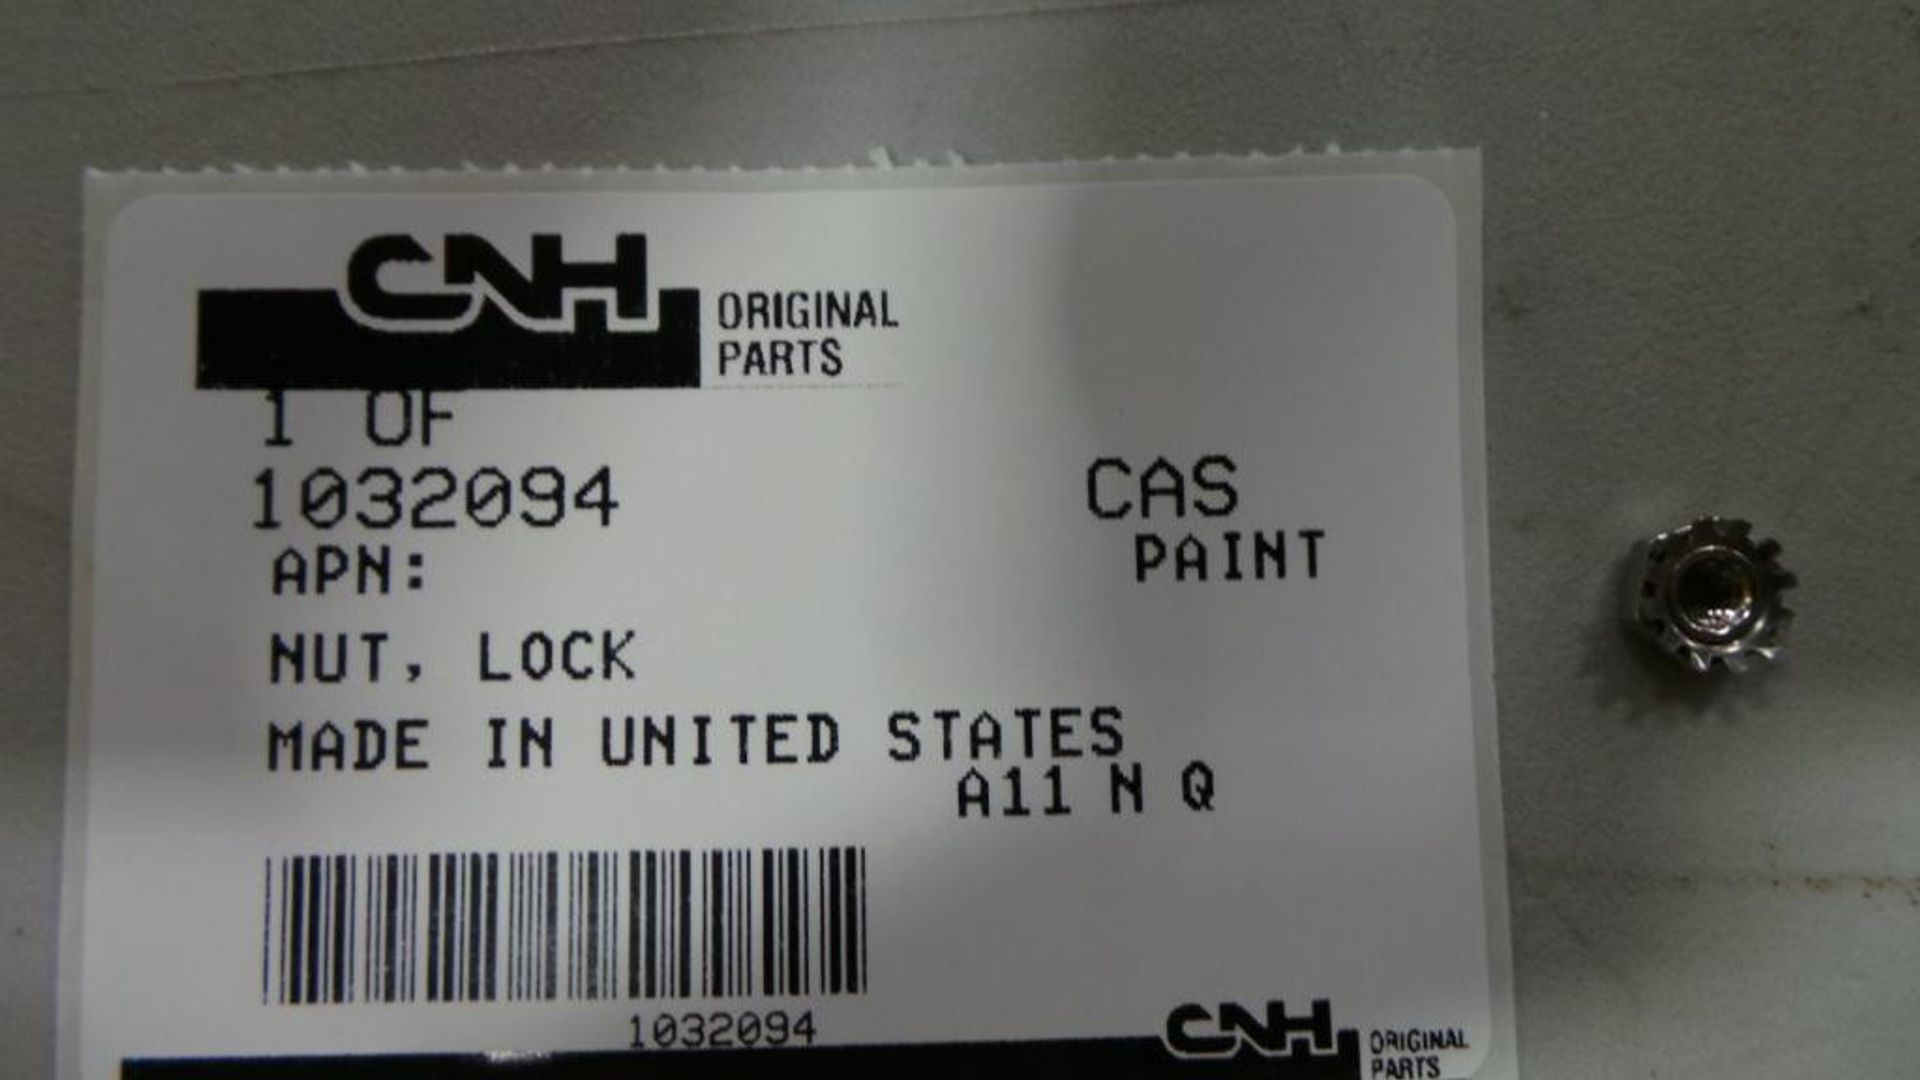 CNH ORIGINAL
PARTS
1 OF
1032094 CAS
PAINT
APN:
NUT, LOCK
MADE IN UNITED STATES
A11 N Q
1032094
CNH ORIGINAL
PARTS